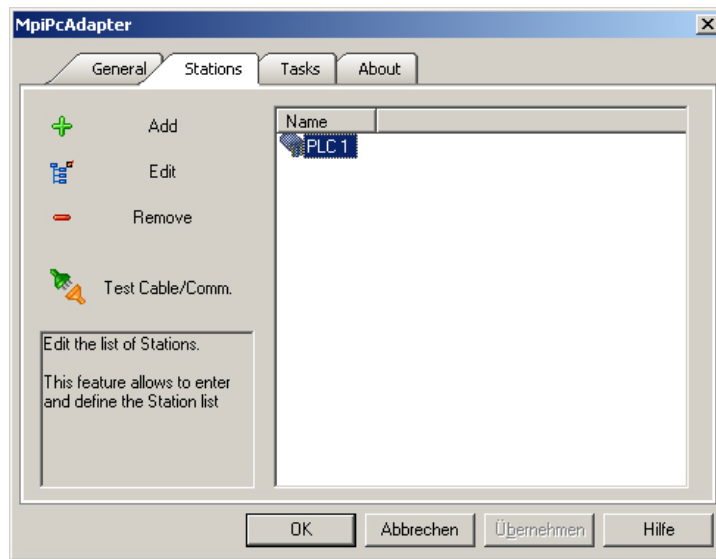 MpiPcAdapter
General Stations Tasks About
Add
Edit
Remove
Test Cable/Comm.
Edit the list of Stations.
This feature allows to enter
and define the Station list
Name
PLC 1
OK Abbrechen Übernehmen Hilfe